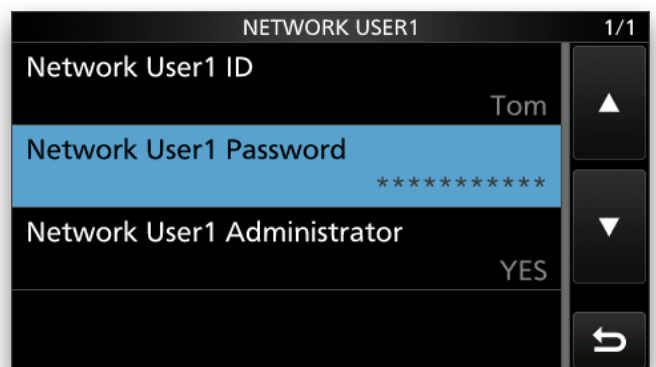 NETWORK USER1 1/1
Network User1 ID
Tom
Network User1 Password
***********
Network User1 Administrator
YES